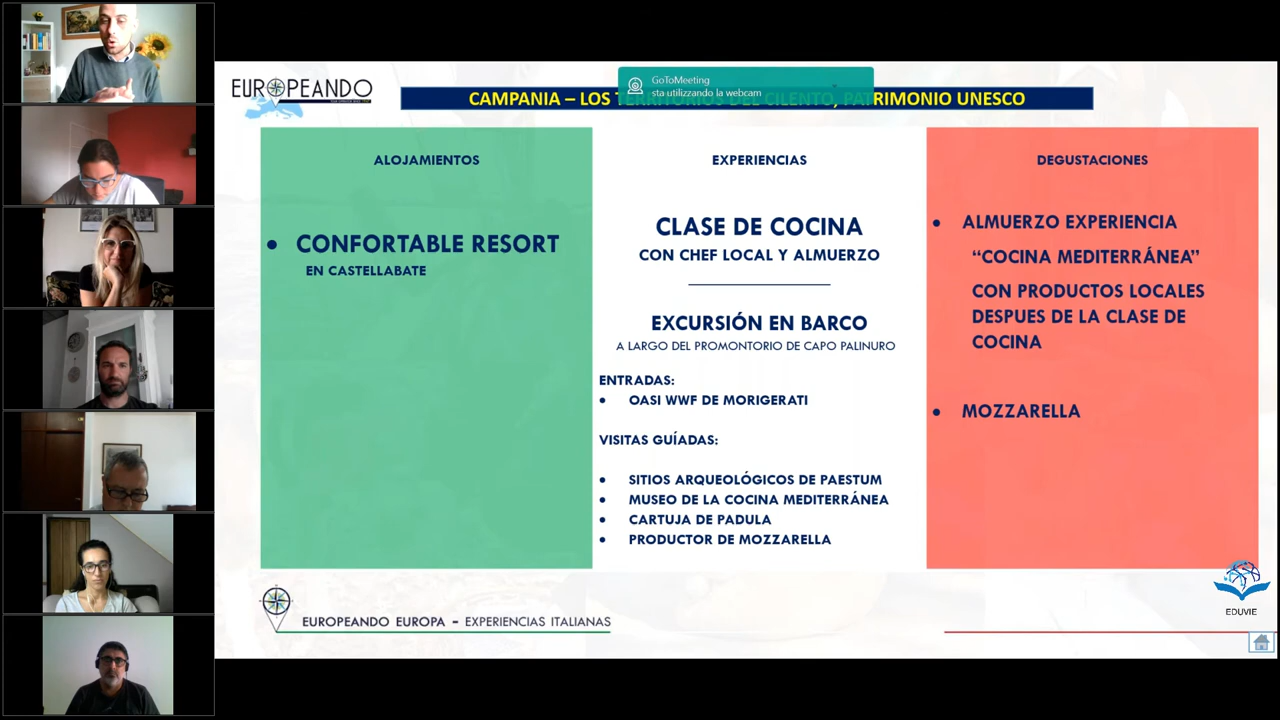 EUROPEANDO
GoToMeeting
sta utilizzando la webcam
CAMPANIA – LOS TERRITORIOS DEL CILENTO, PATRIMONIO UNESCO
ALOJAMIENTOS
• CONFORTABLE RESORT
EN CASTELLABATE
EXPERIENCIAS
CLASE DE COCINA
CON CHEF LOCAL Y ALMUERZO
EXCURSIÓN EN BARCO
A LARGO DEL PROMONTORIO DE CAPO PALINURO
ENTRADAS:
• OASI WWF DE MORIGERATI
VISITAS GUÍADAS:
• SITIOS ARQUEOLÓGICOS DE PAESTUM
• MUSEO DE LA COCINA MEDITERRÁNEA
• CARTUJA DE PADULA
• PRODUCTOR DE MOZZARELLA
DEGUSTACIONES
• ALMUERZO EXPERIENCIA
“COCINA MEDITERRÁNEA”
CON PRODUCTOS LOCALES
DESPUES DE LA CLASE DE
COCINA
• MOZZARELLA
EDUVIE
EUROPEANDO EUROPA – EXPERIENCIAS ITALIANAS